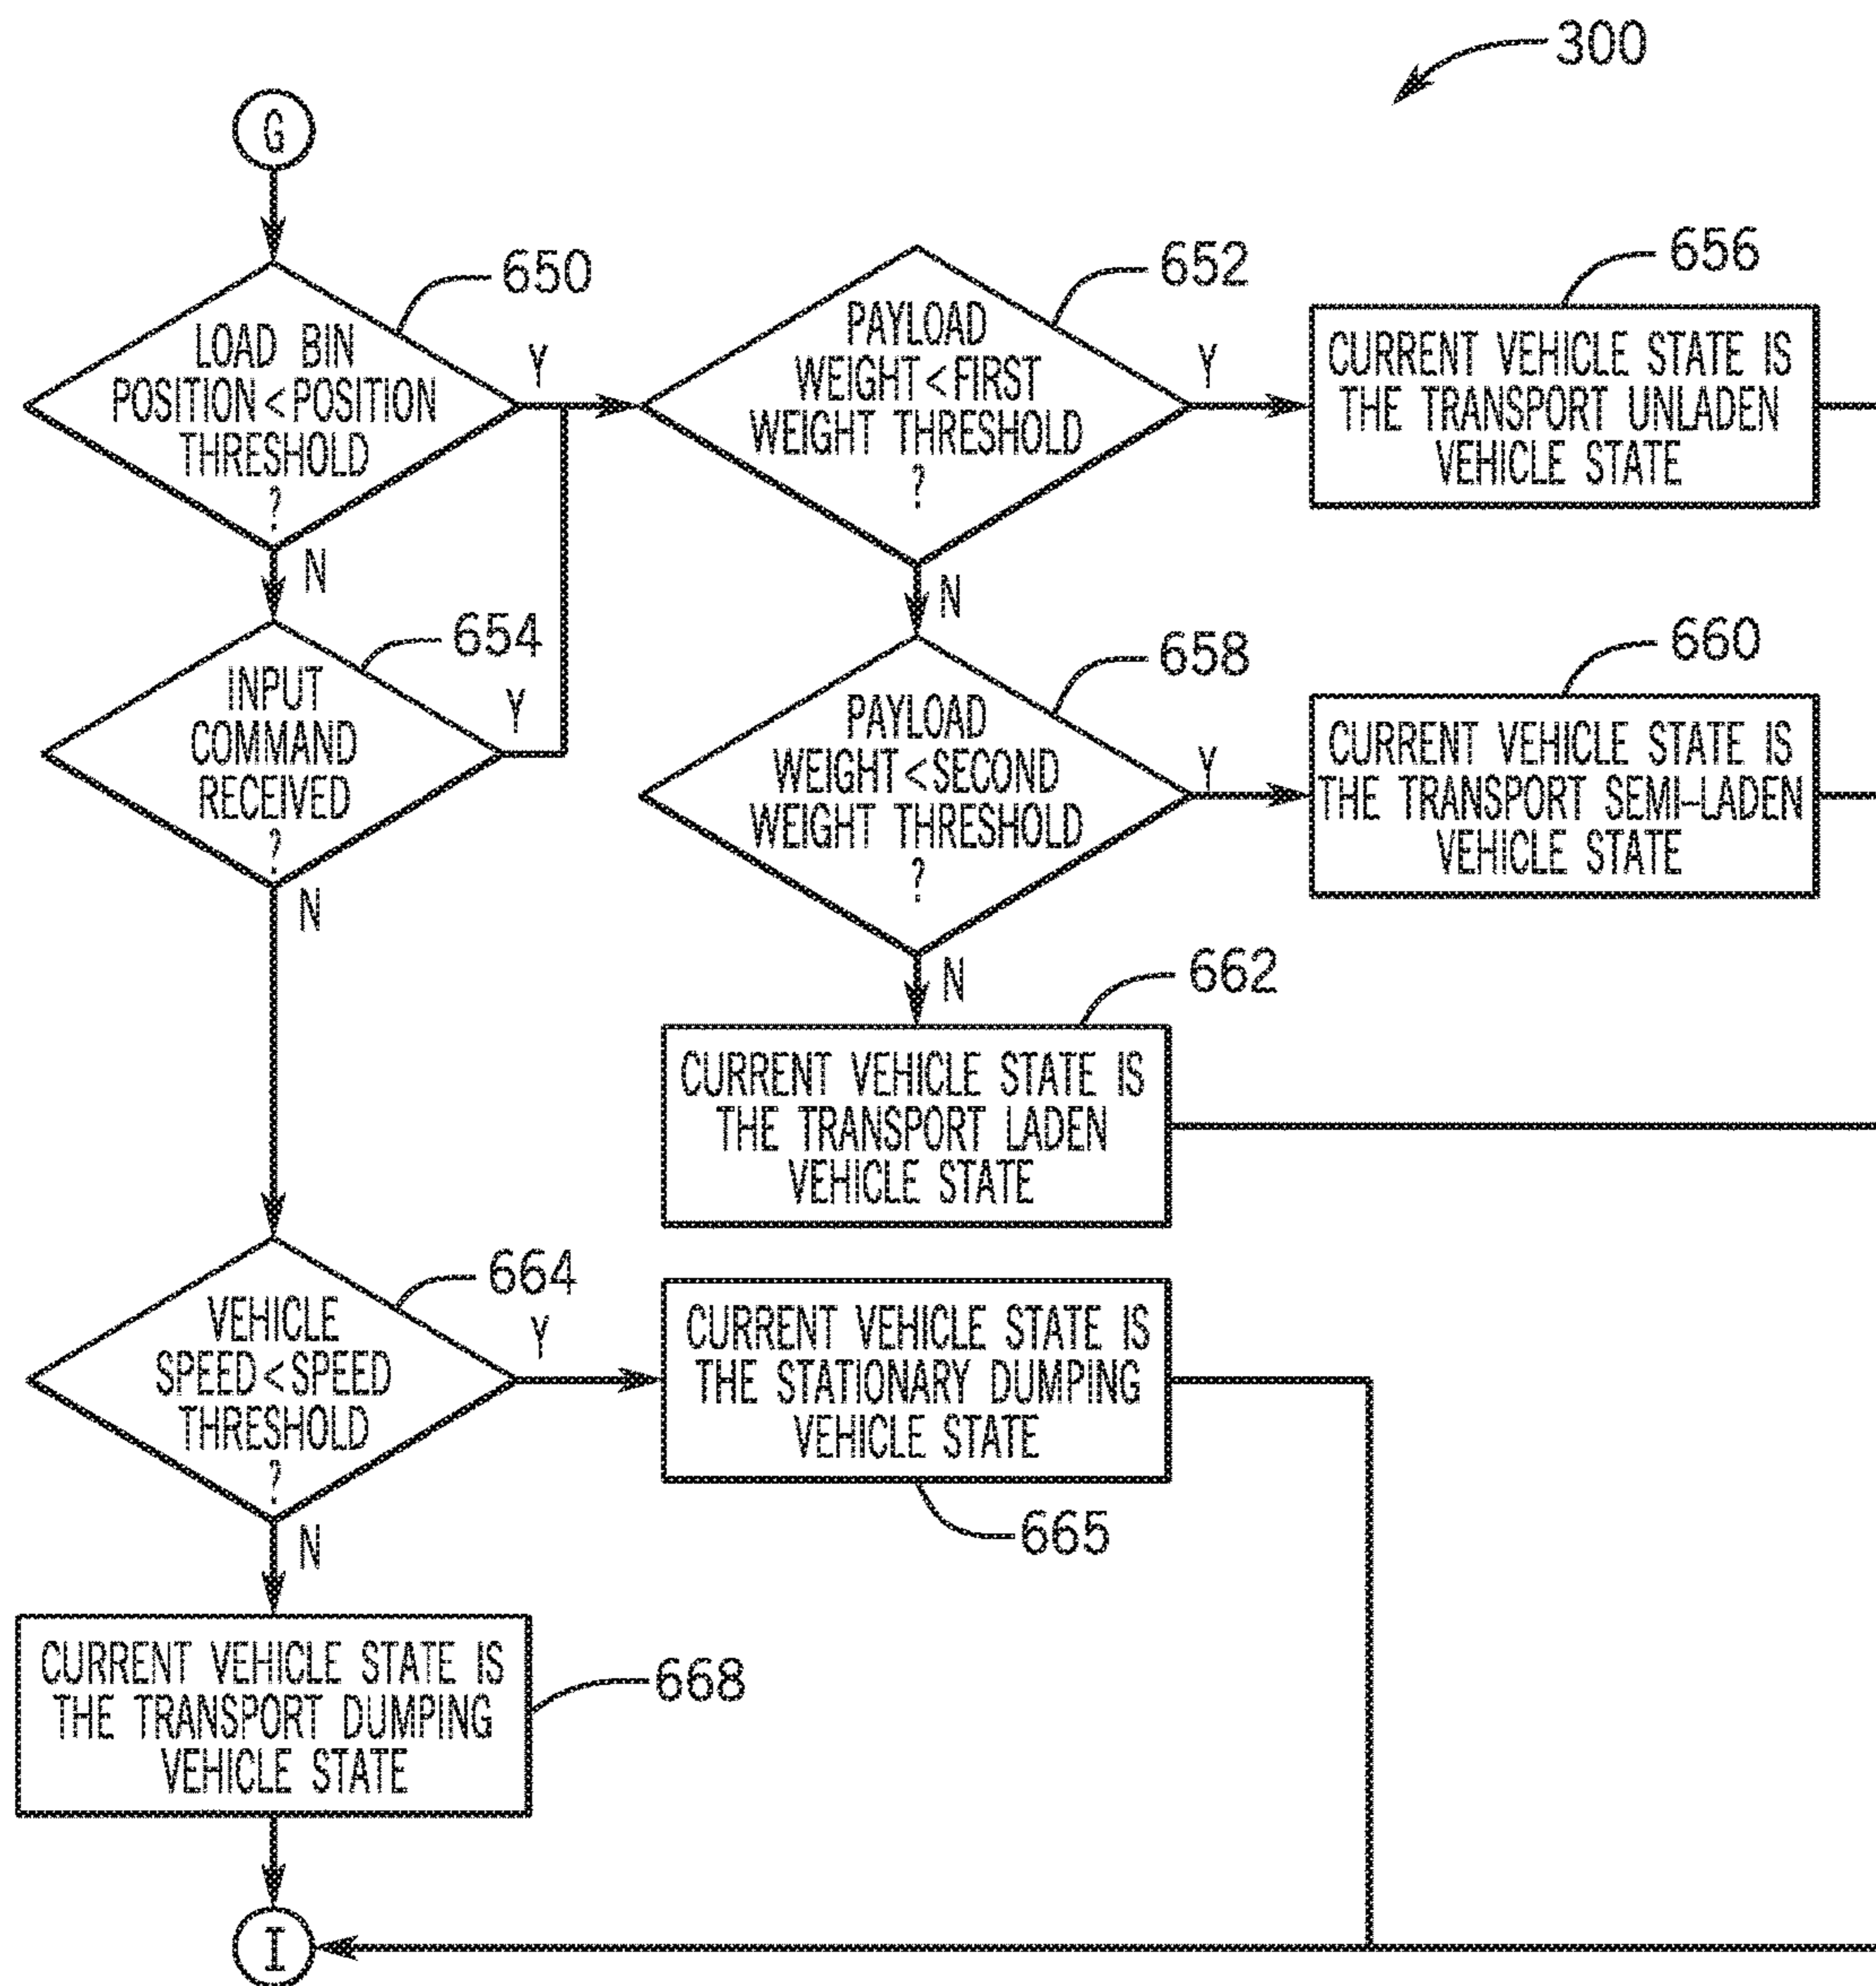 300
G
650
LOAD BIN
POSITION < POSITION
THRESHOLD
?
Y
N
652
PAYLOAD
WEIGHT < FIRST
WEIGHT THRESHOLD
?
Y
N
656
CURRENT VEHICLE STATE IS
THE TRANSPORT UNLADEN
VEHICLE STATE
654
INPUT
COMMAND
RECEIVED
?
Y
N
658
PAYLOAD
WEIGHT < SECOND
WEIGHT THRESHOLD
?
Y
N
660
CURRENT VEHICLE STATE IS
THE TRANSPORT SEMI-LADEN
VEHICLE STATE
662
CURRENT VEHICLE STATE IS
THE TRANSPORT LADEN
VEHICLE STATE
664
VEHICLE
SPEED < SPEED
THRESHOLD
?
Y
N
CURRENT VEHICLE STATE IS
THE STATIONARY DUMPING
VEHICLE STATE
665
CURRENT VEHICLE STATE IS
THE TRANSPORT DUMPING
VEHICLE STATE
668
I